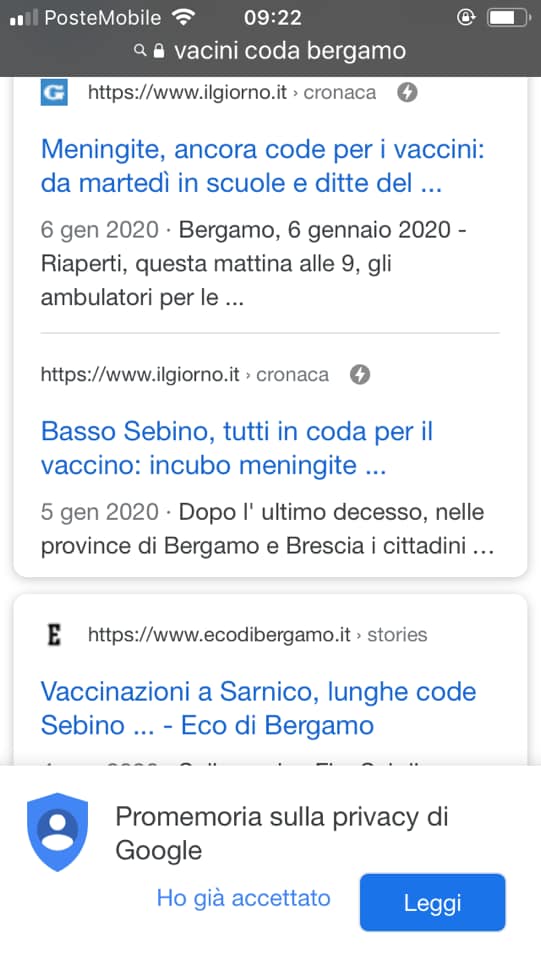 PosteMobile 09:22
vacini coda bergamo
G https://www.ilgiorno.it › cronaca
Meningite, ancora code per i vaccini:
da martedì in scuole e ditte del ...
6 gen 2020 · Bergamo, 6 gennaio 2020 -
Riaperti, questa mattina alle 9, gli
ambulatori per le ...
https://www.ilgiorno.it › cronaca
Basso Sebino, tutti in coda per il
vaccino: incubo meningite ...
5 gen 2020 · Dopo l' ultimo decesso, nelle
province di Bergamo e Brescia i cittadini ...
E https://www.ecodibergamo.it › stories
Vaccinazioni a Sarnico, lunghe code
Sebino ... - Eco di Bergamo
Promemoria sulla privacy di
Google
Ho già accettato
Leggi